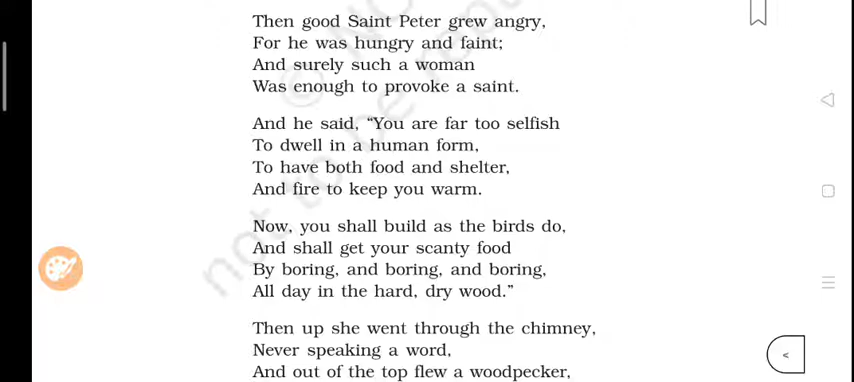 Then good Saint Peter grew angry,
For he was hungry and faint;
And surely such a woman
Was enough to provoke a saint.
And he said, “You are far too selfish
To dwell in a human form,
To have both food and shelter,
And fire to keep you warm.
Now, you shall build as the birds do,
And shall get your scanty food
By boring, and boring, and boring,
All day in the hard, dry wood.”
Then up she went through the chimney,
Never speaking a word,
And out of the top flew a woodpecker,
not to be